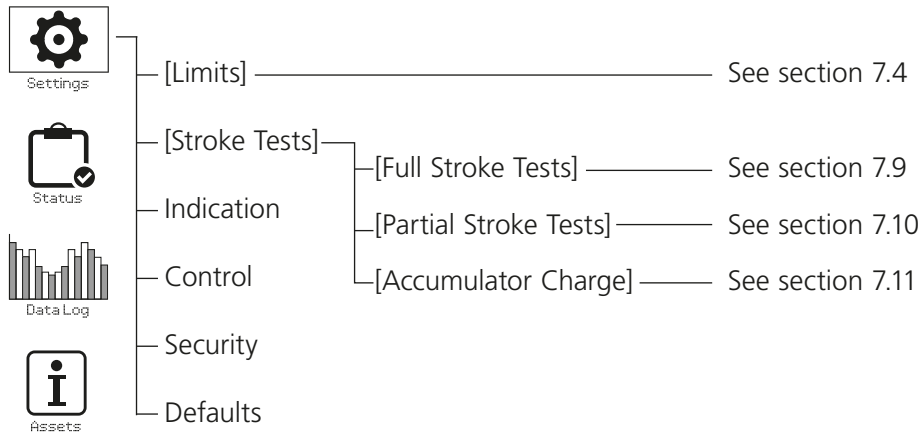 Settings
[Limits] See section 7.4
[Stroke Tests]
[Full Stroke Tests] See section 7.9
Status
Indication
[Partial Stroke Tests] See section 7.10
Control
[Accumulator Charge] See section 7.11
Data Log
Security
Assets
Defaults